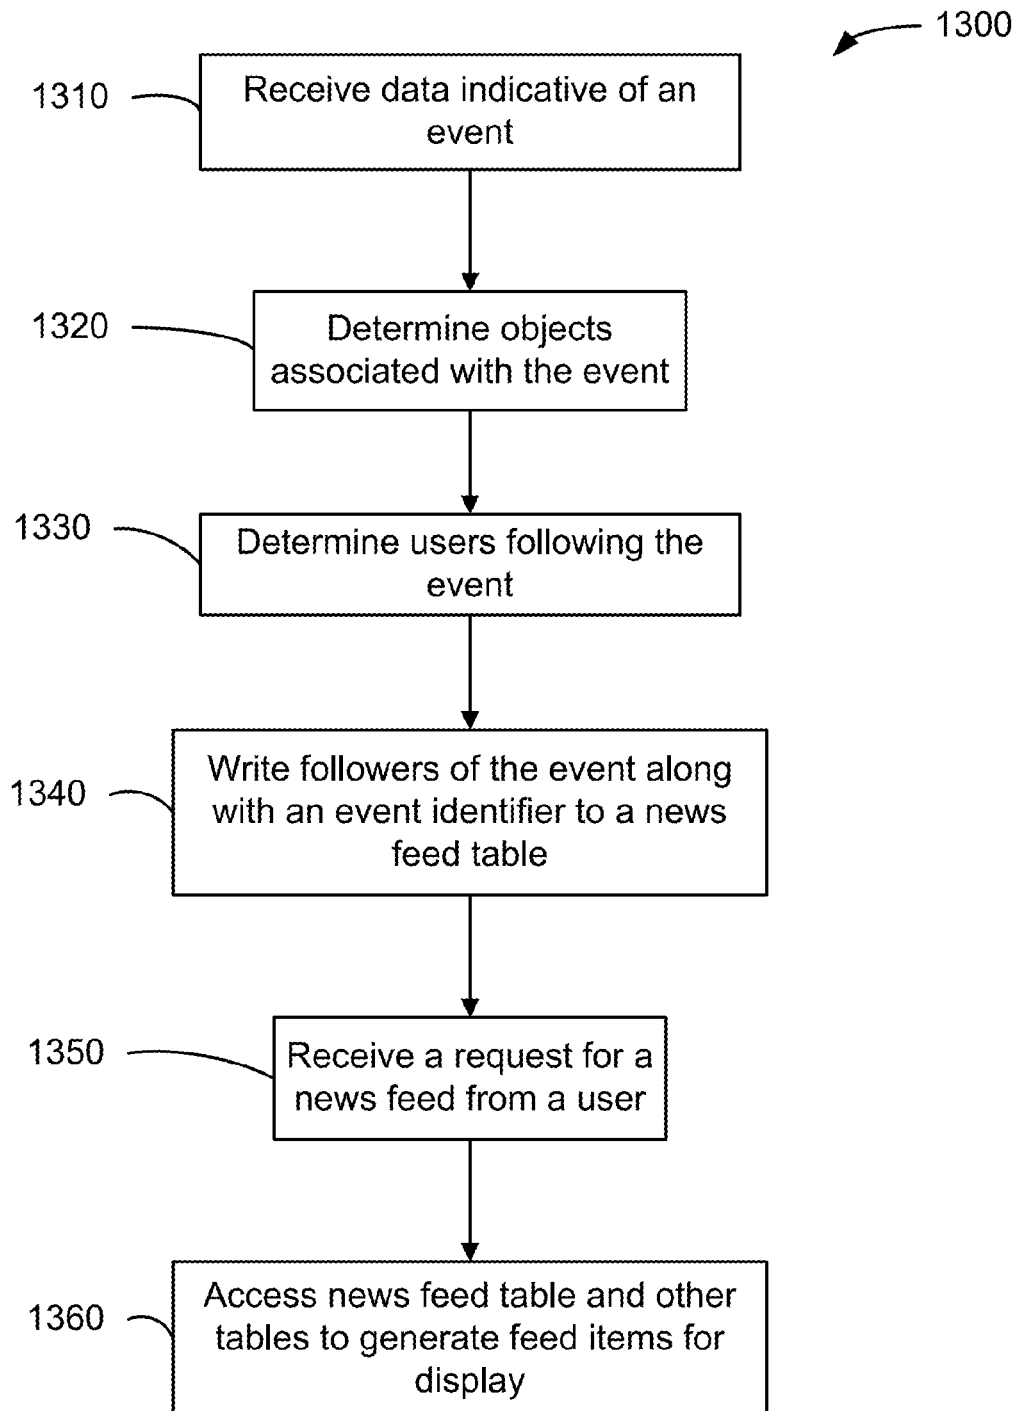 1300
1310
Receive data indicative of an
event
1320
Determine objects
associated with the event
1330
Determine users following the
event
1340
Write followers of the event along
with an event identifier to a news
feed table
1350
Receive a request for a
news feed from a user
1360
Access news feed table and other
tables to generate feed items for
display